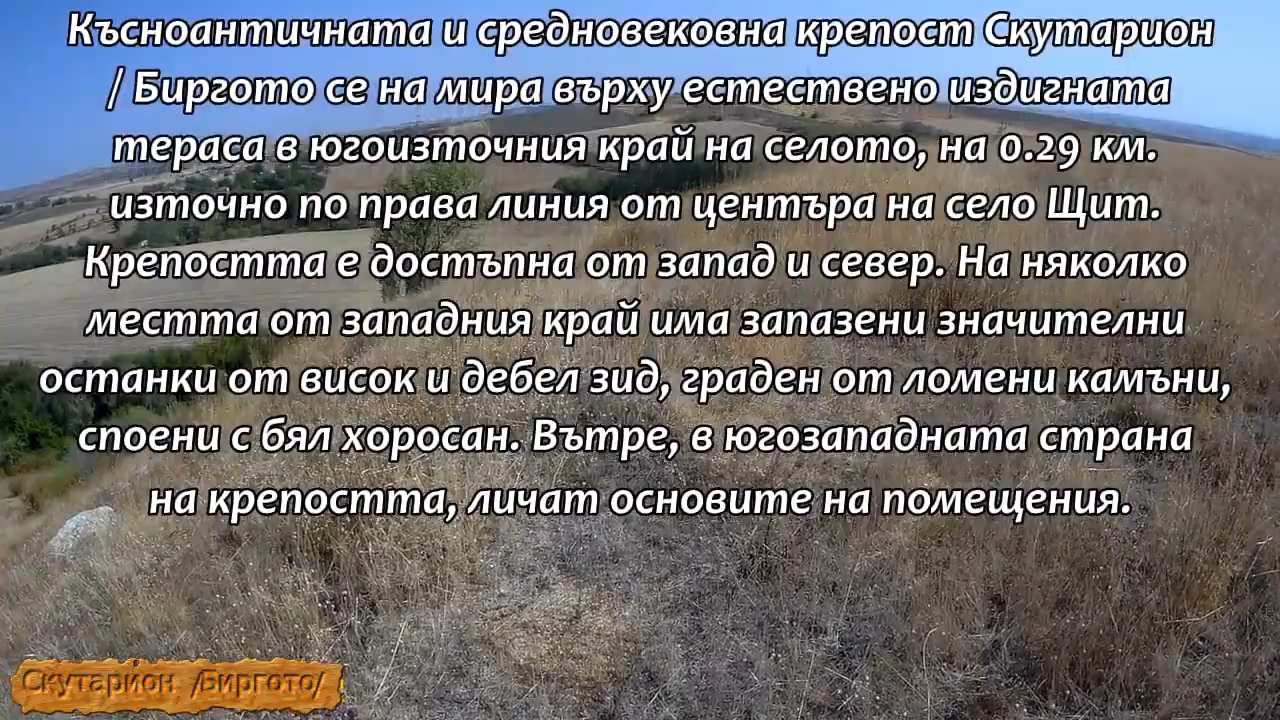 Късноантичната и средновековна крепост Скутарион
/ Биргото се на мира върху естествено издигната
тераса в югоизточния край на селото, на 0.29 км.
източно по права линия от центъра на село Щит.
Крепостта е достъпна от запад и север. На няколко
местта от западния край има запазени значителни
останки от висок и дебел зид, граден от ломени камъни,
споени с бял хоросан. Вътре, в югозападната страна
на крепостта, личат основите на помещения.
Скутарион /Биргото/